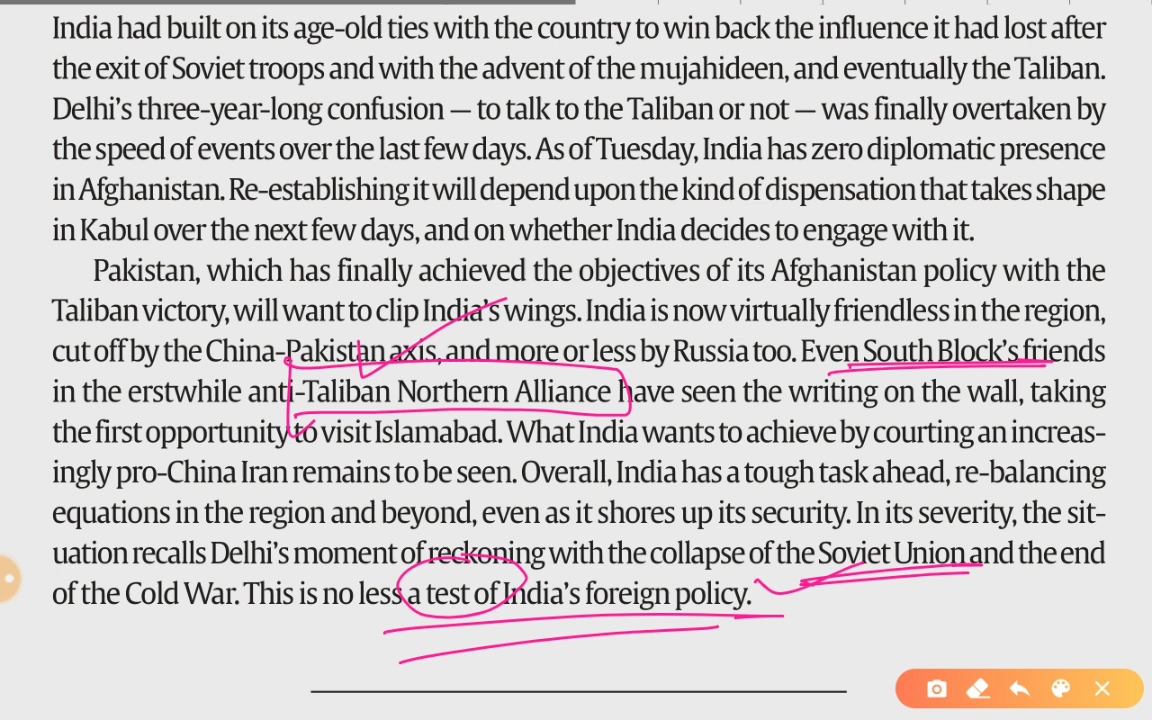 India had built on its age-old ties with the country to win back the influence it had lost after
the exit of Soviet troops and with the advent of the mujahideen, and eventually the Taliban.
Delhi’s three-year-long confusion — to talk to the Taliban or not — was finally overtaken by
the speed of events over the last few days. As of Tuesday, India has zero diplomatic presence
in Afghanistan. Re-establishing it will depend upon the kind of dispensation that takes shape
in Kabul over the next few days, and on whether India decides to engage with it.
Pakistan, which has finally achieved the objectives of its Afghanistan policy with the
Taliban victory, will want to clip India’s wings. India is now virtually friendless in the region,
cut off by the China-Pakistan axis, and more or less by Russia too. Even South Block’s friends
in the erstwhile anti-Taliban Northern Alliance have seen the writing on the wall, taking
the first opportunity to visit Islamabad. What India wants to achieve by courting an increas-
ingly pro-China Iran remains to be seen. Overall, India has a tough task ahead, re-balancing
equations in the region and beyond, even as it shores up its security. In its severity, the sit-
uation recalls Delhi’s moment of reckoning with the collapse of the Soviet Union and the end
of the Cold War. This is no less a test of India’s foreign policy.